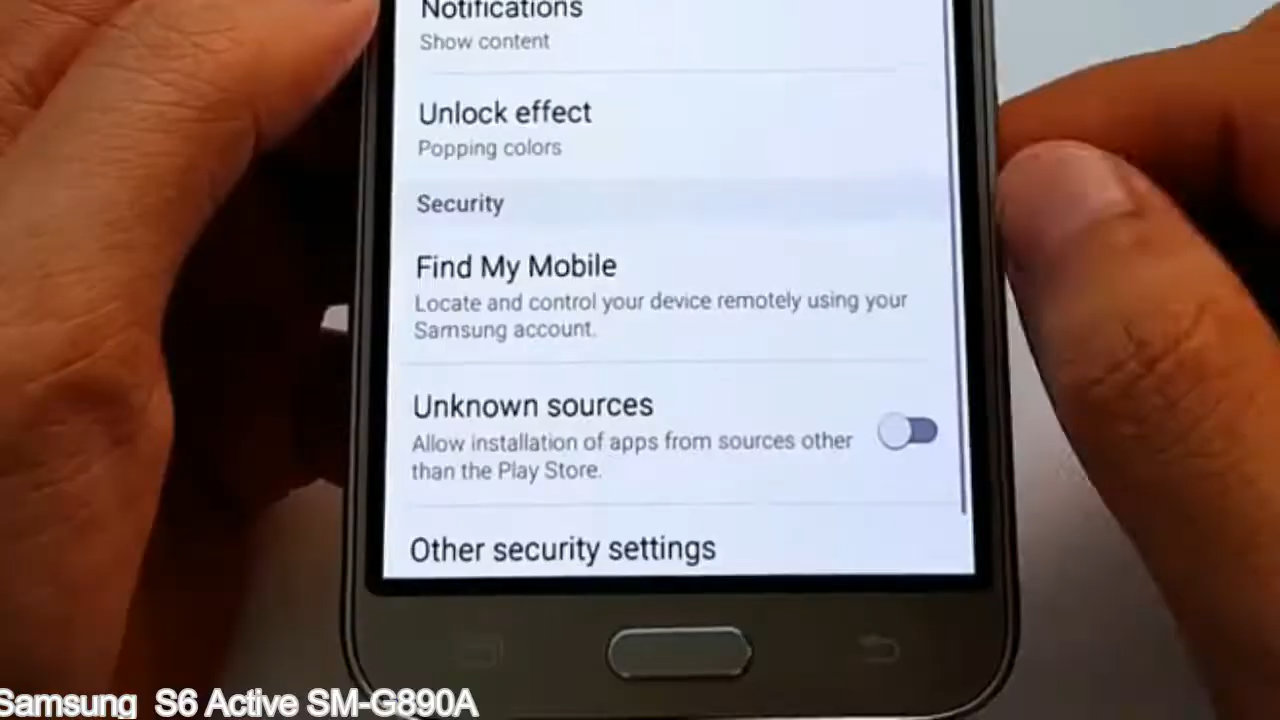 Notifications
Show content
Unlock effect
Popping colors
Security
Find My Mobile
Locate and control your device remotely using your
Samsung account.
Unknown sources
Allow installation of apps from sources other
than the Play Store.
Other security settings
Samsung S6 Active SM-G890A